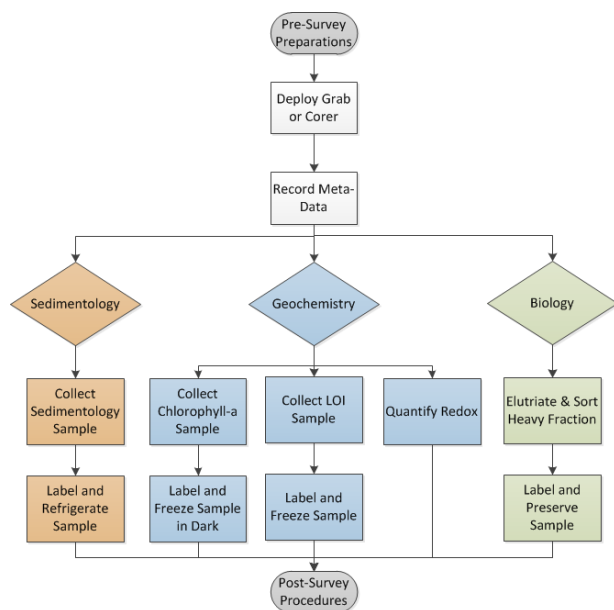 Pre-Survey
Preparations
Deploy Grab
or Corer
Record Meta-
Data
Sedimentology
Geochemistry
Biology
Collect
Sedimentology
Sample
Collect
Chlorophyll-a
Sample
Collect LOI
Sample
Quantify Redox
Elutriate & Sort
Heavy Fraction
Label and
Refrigerate
Sample
Label and
Freeze Sample
in Dark
Label and
Freeze Sample
Label and
Preserve
Sample
Post-Survey
Procedures